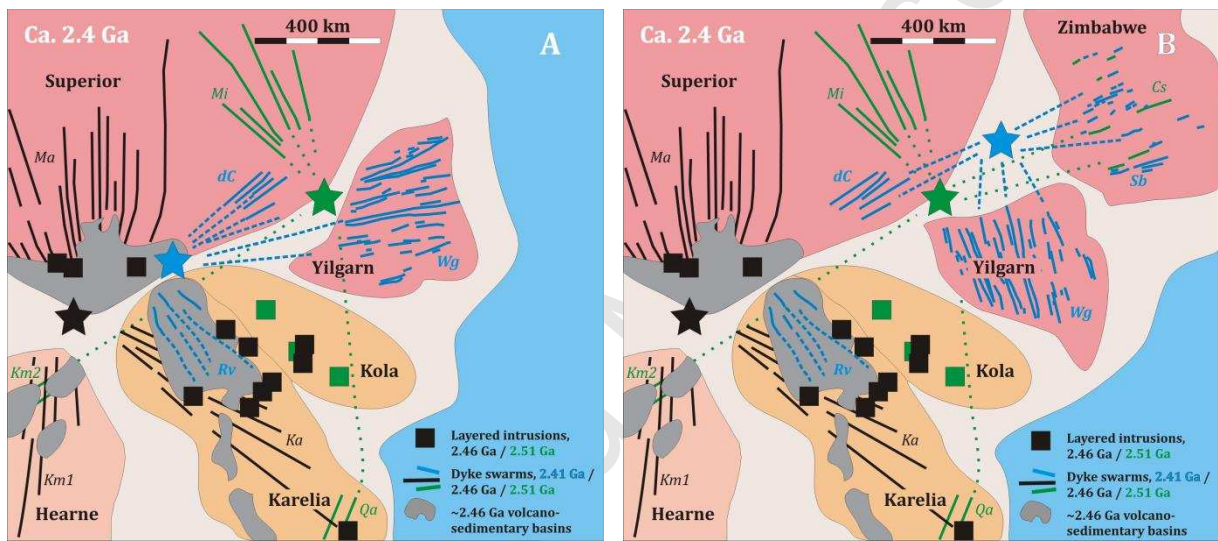 Ca. 2.4 Ga
400 km
A
Superior
Mi
Ma
dC
Yilgarn
Wg
Km2
Rv
Kola
Ka
Km1
Karelia
Qa
Hearne
Layered intrusions,
2.46 Ga / 2.51 Ga
Dyke swarms, 2.41 Ga /
2.46 Ga / 2.51 Ga
~2.46 Ga volcano-
sedimentary basins
Ca. 2.4 Ga
400 km
Zimbabwe
B
Superior
Mi
Cs
Ma
dC
Sb
Yilgarn
Wg
Km2
Rv
Kola
Ka
Km1
Karelia
Qa
Hearne
Layered intrusions,
2.46 Ga / 2.51 Ga
Dyke swarms, 2.41 Ga /
2.46 Ga / 2.51 Ga
~2.46 Ga volcano-
sedimentary basins